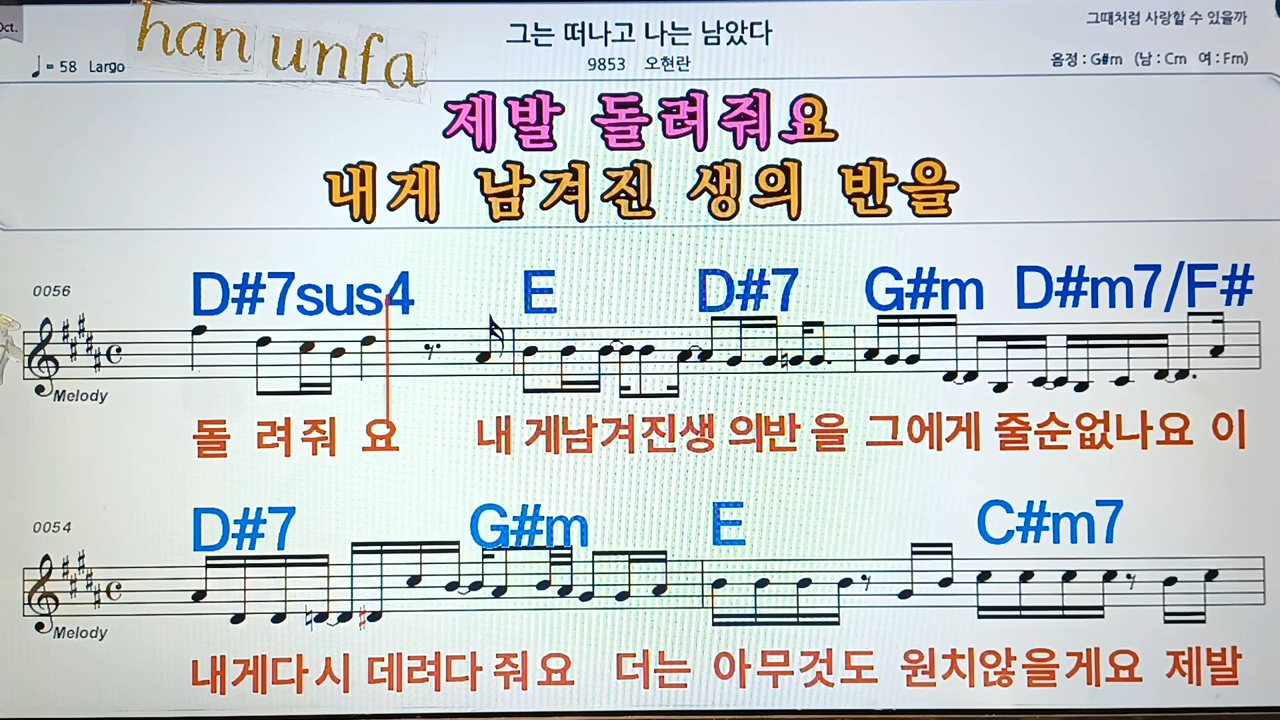 Oct.
han unfa
그는 떠나고 나는 남았다
그때처럼 사랑할 수 있을까
♩= 58 Largo
9853 오현란
음정 : G#m (남 : Cm 여 : Fm)
제발 돌려줘요
내게 남겨진 생의 반을
0056
D#7sus4 E D#7 G#m D#m7/F#
Melody
돌 려줘 요 내 게남겨진생 의반 을 그에게 줄순없나요 이
0054
D#7 G#m E C#m7
Melody
내게다시 데려다 줘요 더는 아무것도 원치않을게요 제발